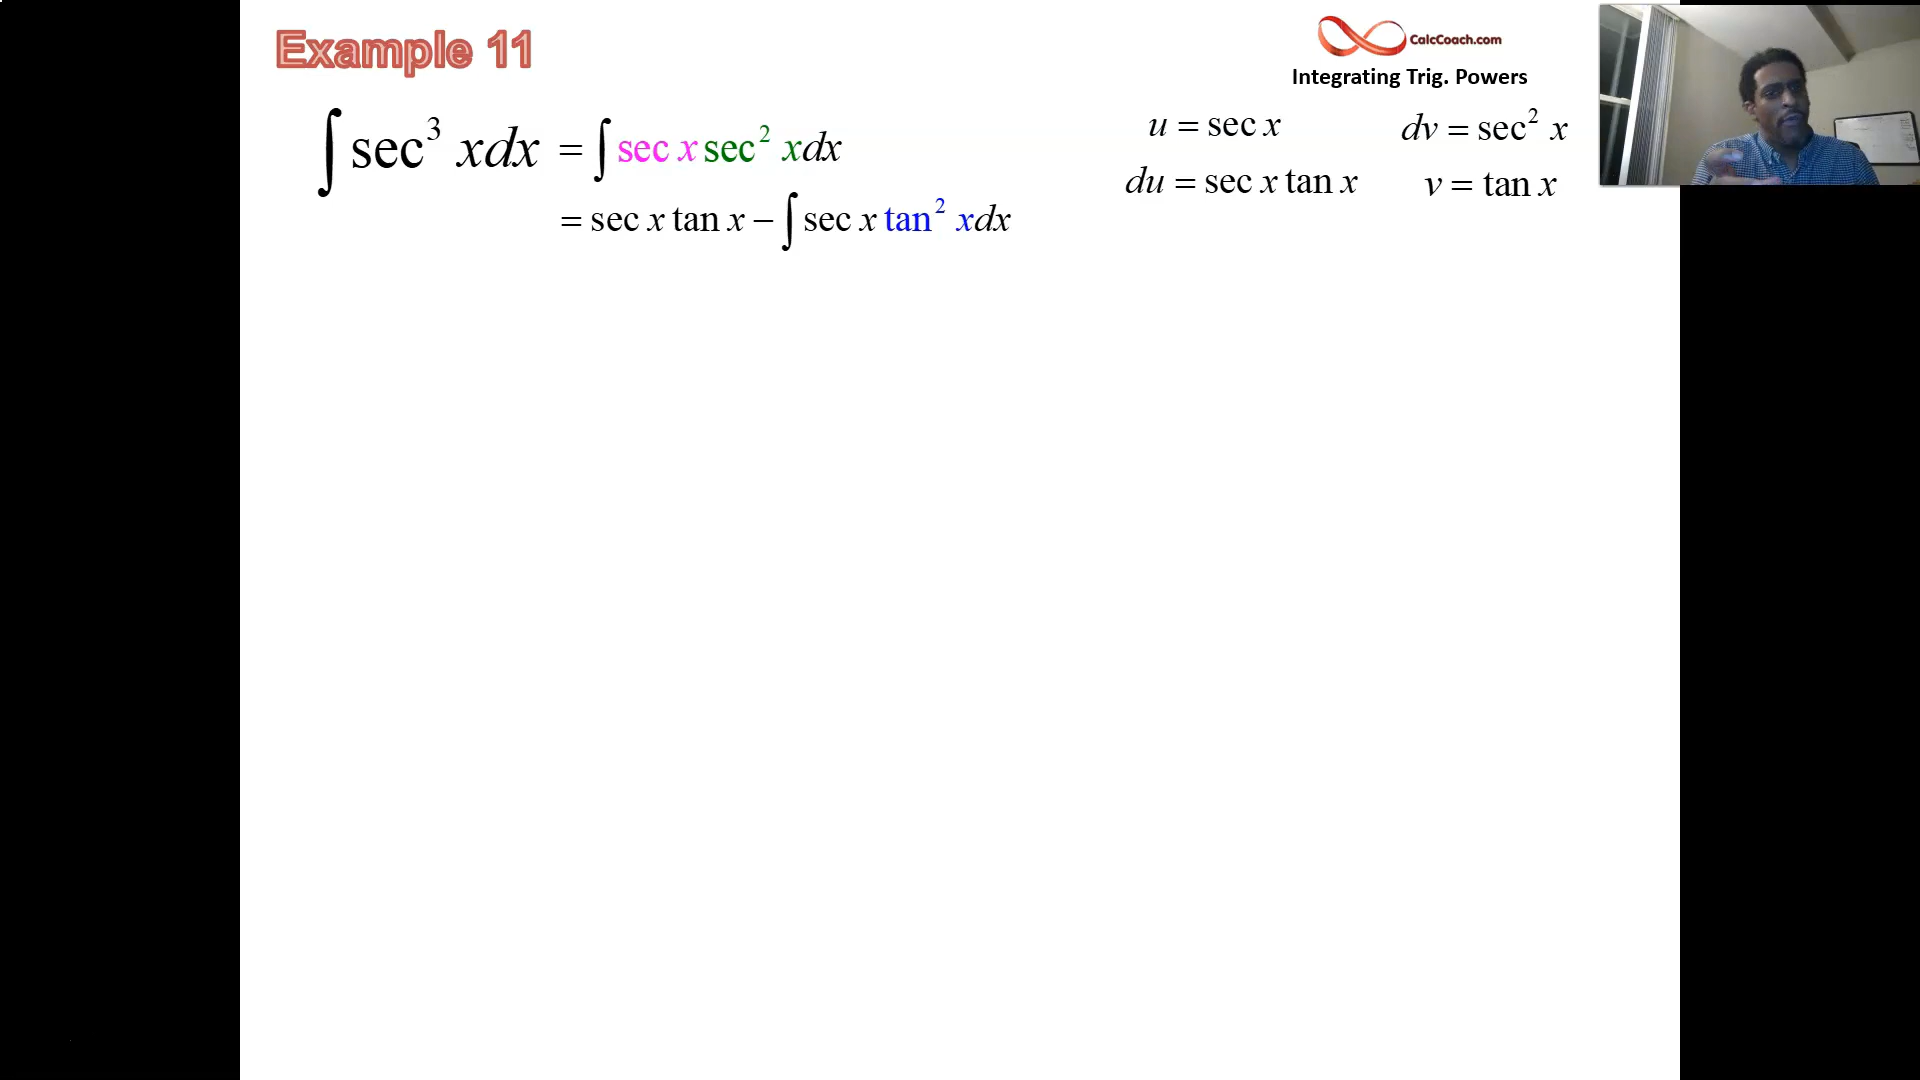 Example 11
CalcCoach.com
Integrating Trig. Powers
∫ sec³ x dx = ∫ sec x sec² x dx
= sec x tan x − ∫ sec x tan² x dx
u = sec x
dv = sec² x
du = sec x tan x
v = tan x